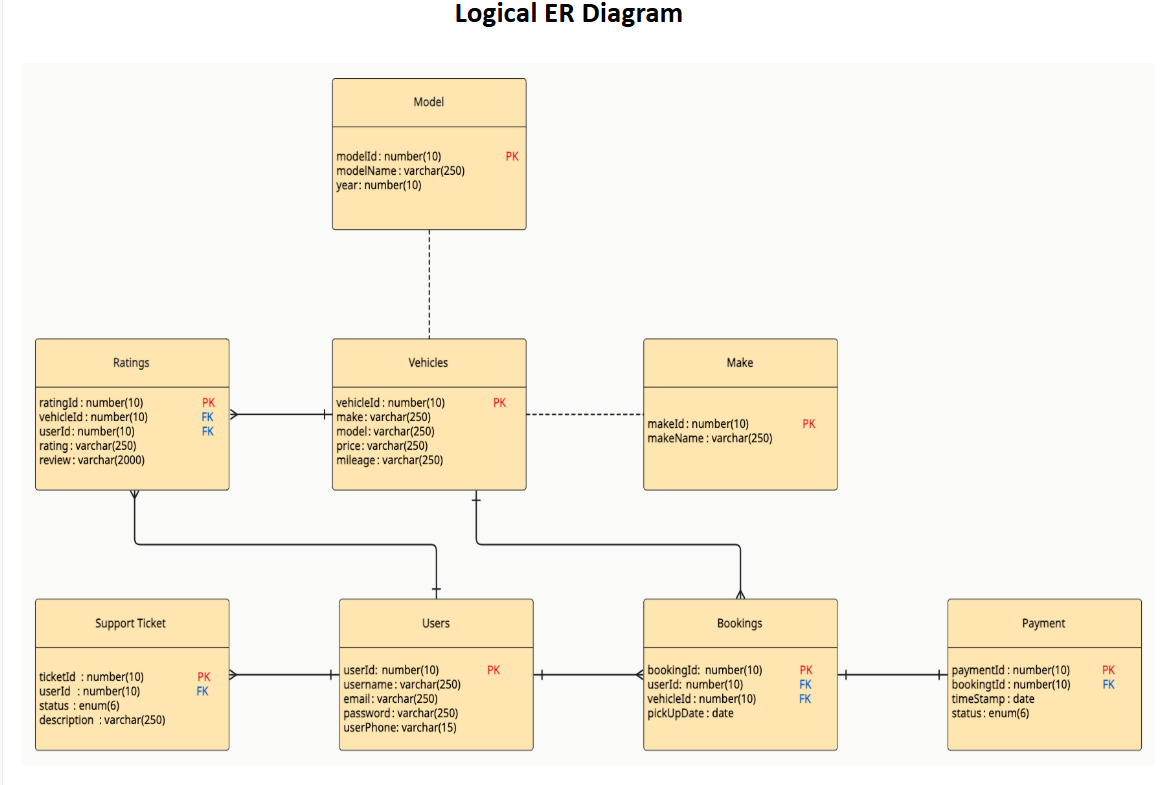 Logical ER Diagram
Model
modelId: number(10) PK
modelName: varchar(250)
year: number(10)
Ratings
ratingId: number(10) PK
vehicleId: number(10) FK
userId: number(10) FK
rating: varchar(250)
review: varchar(2000)
Vehicles
vehicleId: number(10) PK
make: varchar(250)
model: varchar(250)
price: varchar(250)
mileage: varchar(250)
Make
makeId: number(10) PK
makeName: varchar(250)
Support Ticket
ticketId : number(10) PK
userId : number(10) FK
status : enum(6)
description : varchar(250)
Users
userId: number(10) PK
username: varchar(250)
email: varchar(250)
password: varchar(250)
userPhone: varchar(15)
Bookings
bookingId: number(10) PK
userId: number(10) FK
vehicleId: number(10) FK
pickUpDate: date
Payment
paymentId: number(10) PK
bookingtId: number(10) FK
timeStamp: date
status: enum(6)